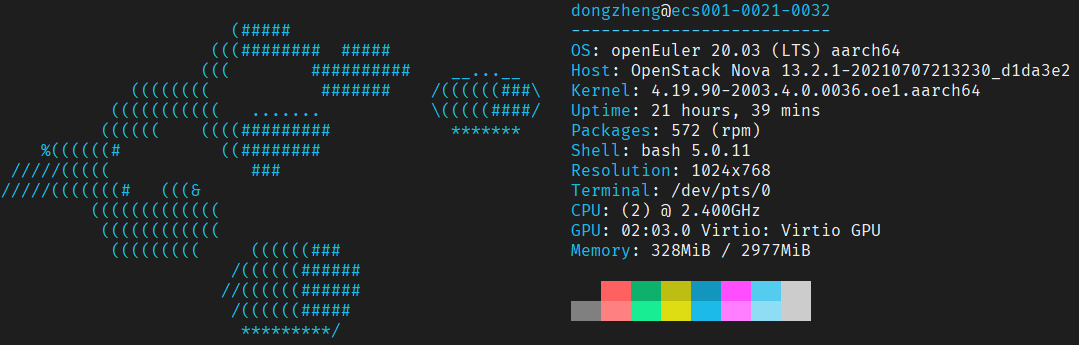 dongzheng@ecs001-0021-0032
--------------------------
OS: openEuler 20.03 (LTS) aarch64
Host: OpenStack Nova 13.2.1-20210707213230_d1da3e2
Kernel: 4.19.90-2003.4.0.0036.oe1.aarch64
Uptime: 21 hours, 39 mins
Packages: 572 (rpm)
Shell: bash 5.0.11
Resolution: 1024x768
Terminal: /dev/pts/0
CPU: (2) @ 2.400GHz
GPU: 02:03.0 Virtio: Virtio GPU
Memory: 328MiB / 2977MiB